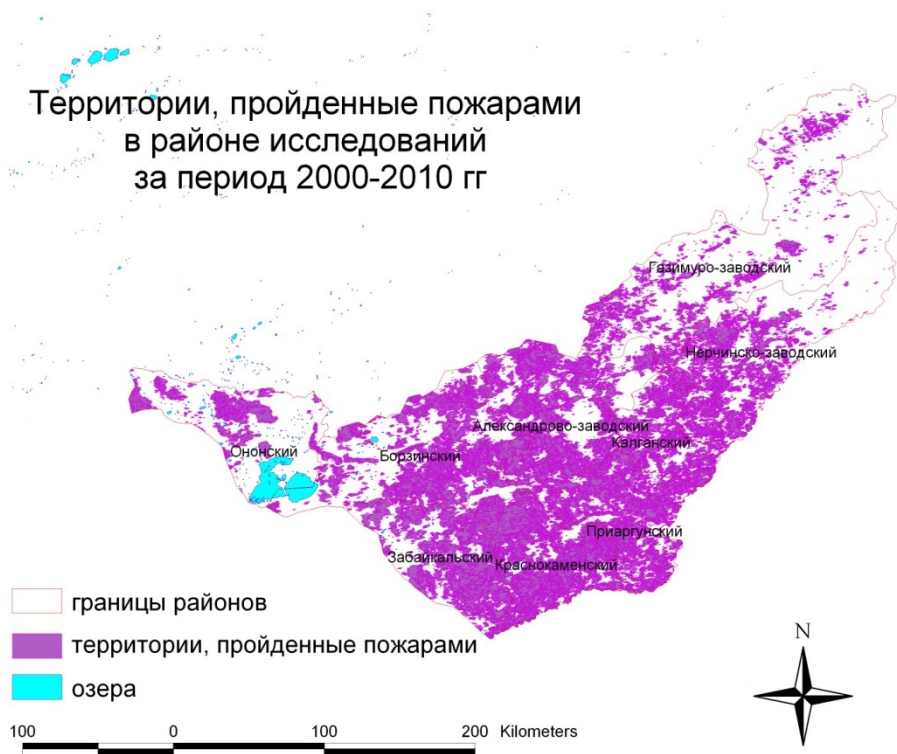 Территории, пройденные пожарами
в районе исследований
за период 2000-2010 гг
Газимуро-заводский
Нерчинско-заводский
Александрово-заводский
Калганский
Ононский
Борзинский
Приаргунский
Забайкальский
Краснокаменский
границы районов
территории, пройденные пожарами
озера
N
100 0 100 200 Kilometers